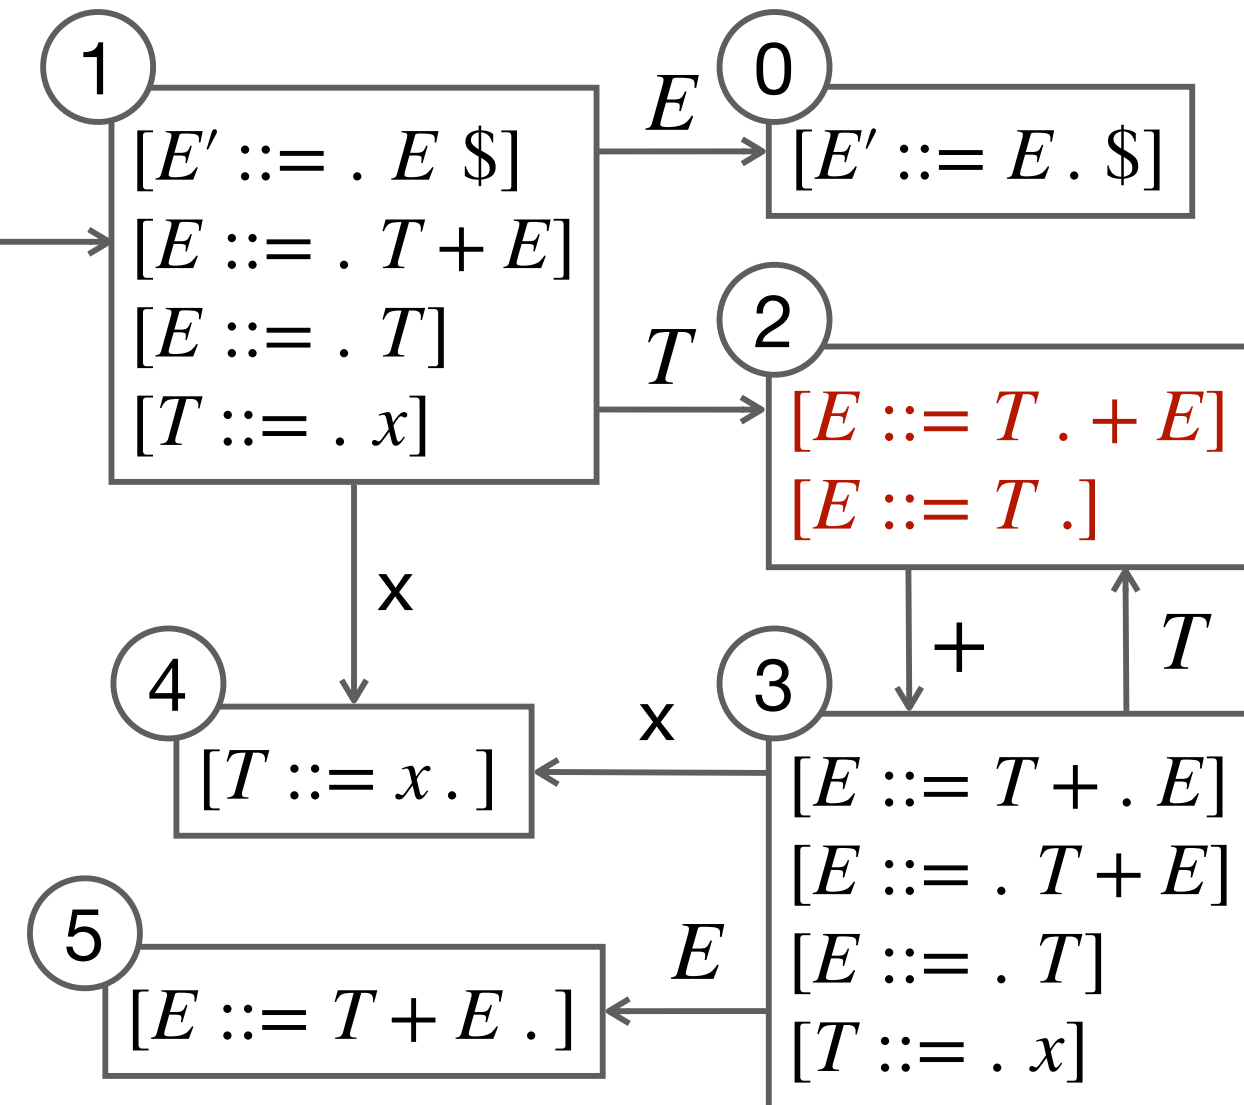 1
[E′ ::= . E $]
[E ::= . T + E]
[E ::= . T]
[T ::= . x]
E
0
[E′ ::= E . $]
T
2
[E ::= T . + E]
[E ::= T .]
x
+
T
4
[T ::= x . ]
x
3
[E ::= T + . E]
[E ::= . T + E]
[E ::= . T]
[T ::= . x]
E
5
[E ::= T + E . ]